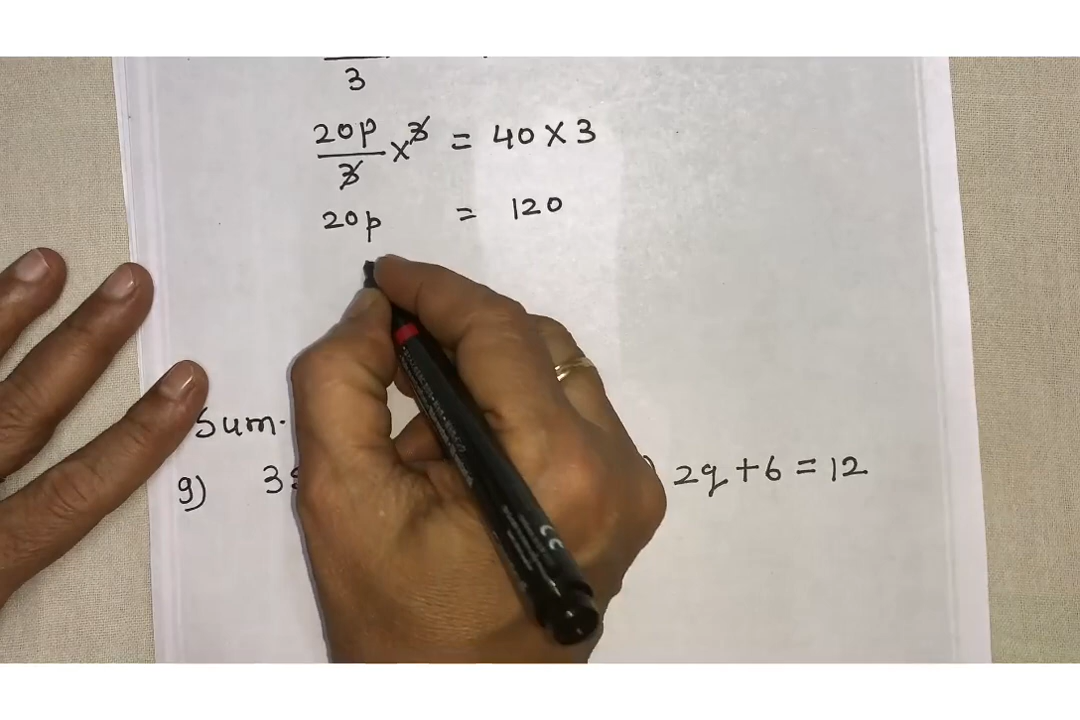 3
20p/3 × 3 = 40 × 3
20p = 120
Sum.
9) 3
2q + 6 = 12